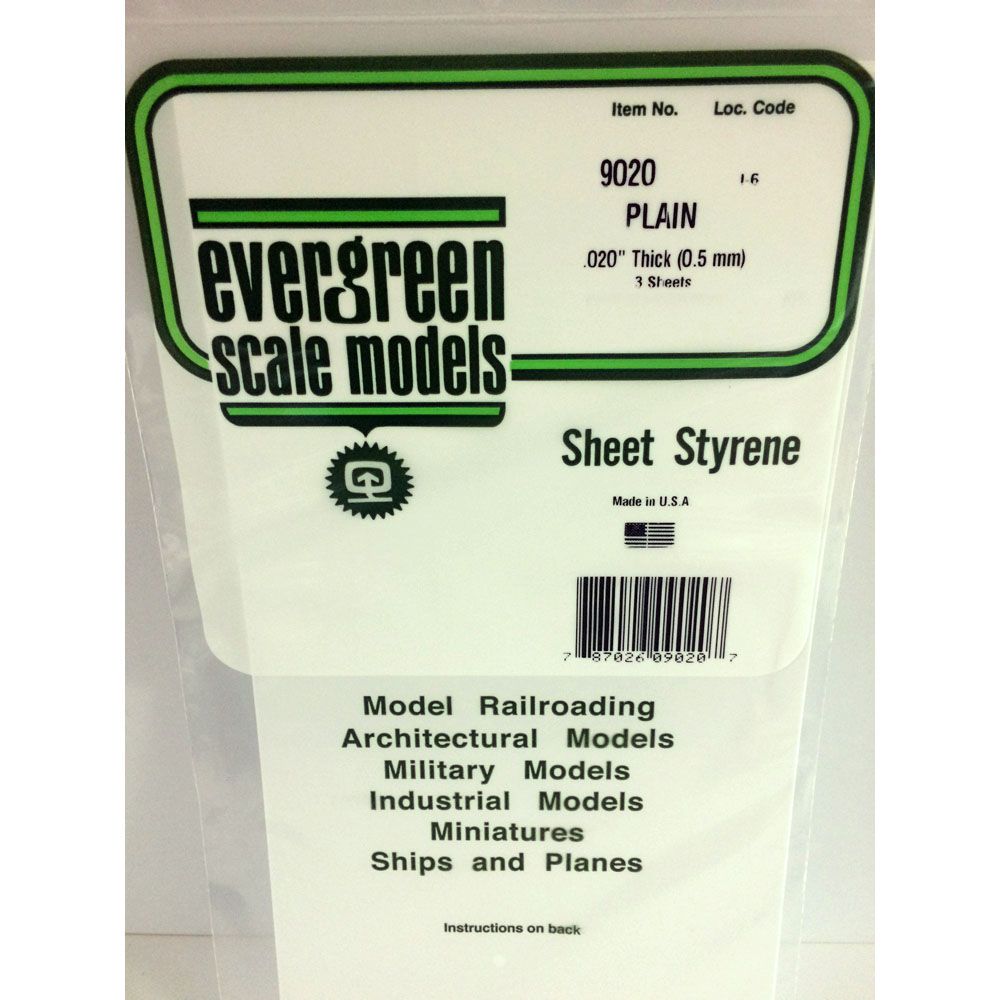 Item No. Loc. Code
9020 I-6
PLAIN
.020" Thick (0.5 mm)
3 Sheets
evergreen
scale models
Sheet Styrene
Made in U.S.A
7 87026 09020 7
Model Railroading
Architectural Models
Military Models
Industrial Models
Miniatures
Ships and Planes
Instructions on back